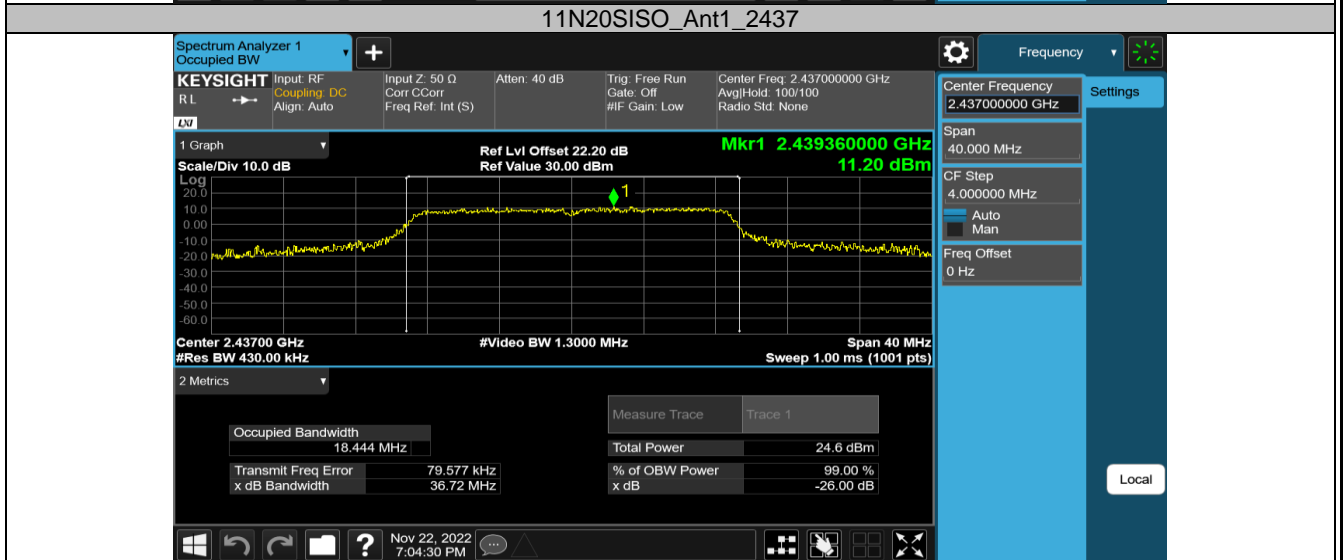 11N20SISO_Ant1_2437
Spectrum Analyzer 1
Occupied BW
+
Frequency
KEYSIGHT
RL
LXI
Input: RF
Coupling: DC
Align: Auto
Input Z: 50 Ω
Corr CCorr
Freq Ref: Int (S)
Atten: 40 dB
Trig: Free Run
Gate: Off
#IF Gain: Low
Center Freq: 2.437000000 GHz
Avg|Hold: 100/100
Radio Std: None
Center Frequency
2.437000000 GHz
Settings
Span
40.000 MHz
CF Step
4.000000 MHz
Auto
Man
Freq Offset
0 Hz
1 Graph
Scale/Div 10.0 dB
Ref Lvl Offset 22.20 dB
Ref Value 30.00 dBm
Mkr1 2.439360000 GHz
11.20 dBm
Log
20.0
10.0
0.00
-10.0
-20.0
-30.0
-40.0
-50.0
-60.0
1
Center 2.43700 GHz
#Res BW 430.00 kHz
#Video BW 1.3000 MHz
Span 40 MHz
Sweep 1.00 ms (1001 pts)
2 Metrics
Measure Trace Trace 1
Occupied Bandwidth
18.444 MHz
Total Power 24.6 dBm
Transmit Freq Error 79.577 kHz
% of OBW Power 99.00 %
x dB Bandwidth 36.72 MHz
x dB -26.00 dB
Local
?
Nov 22, 2022
7:04:30 PM